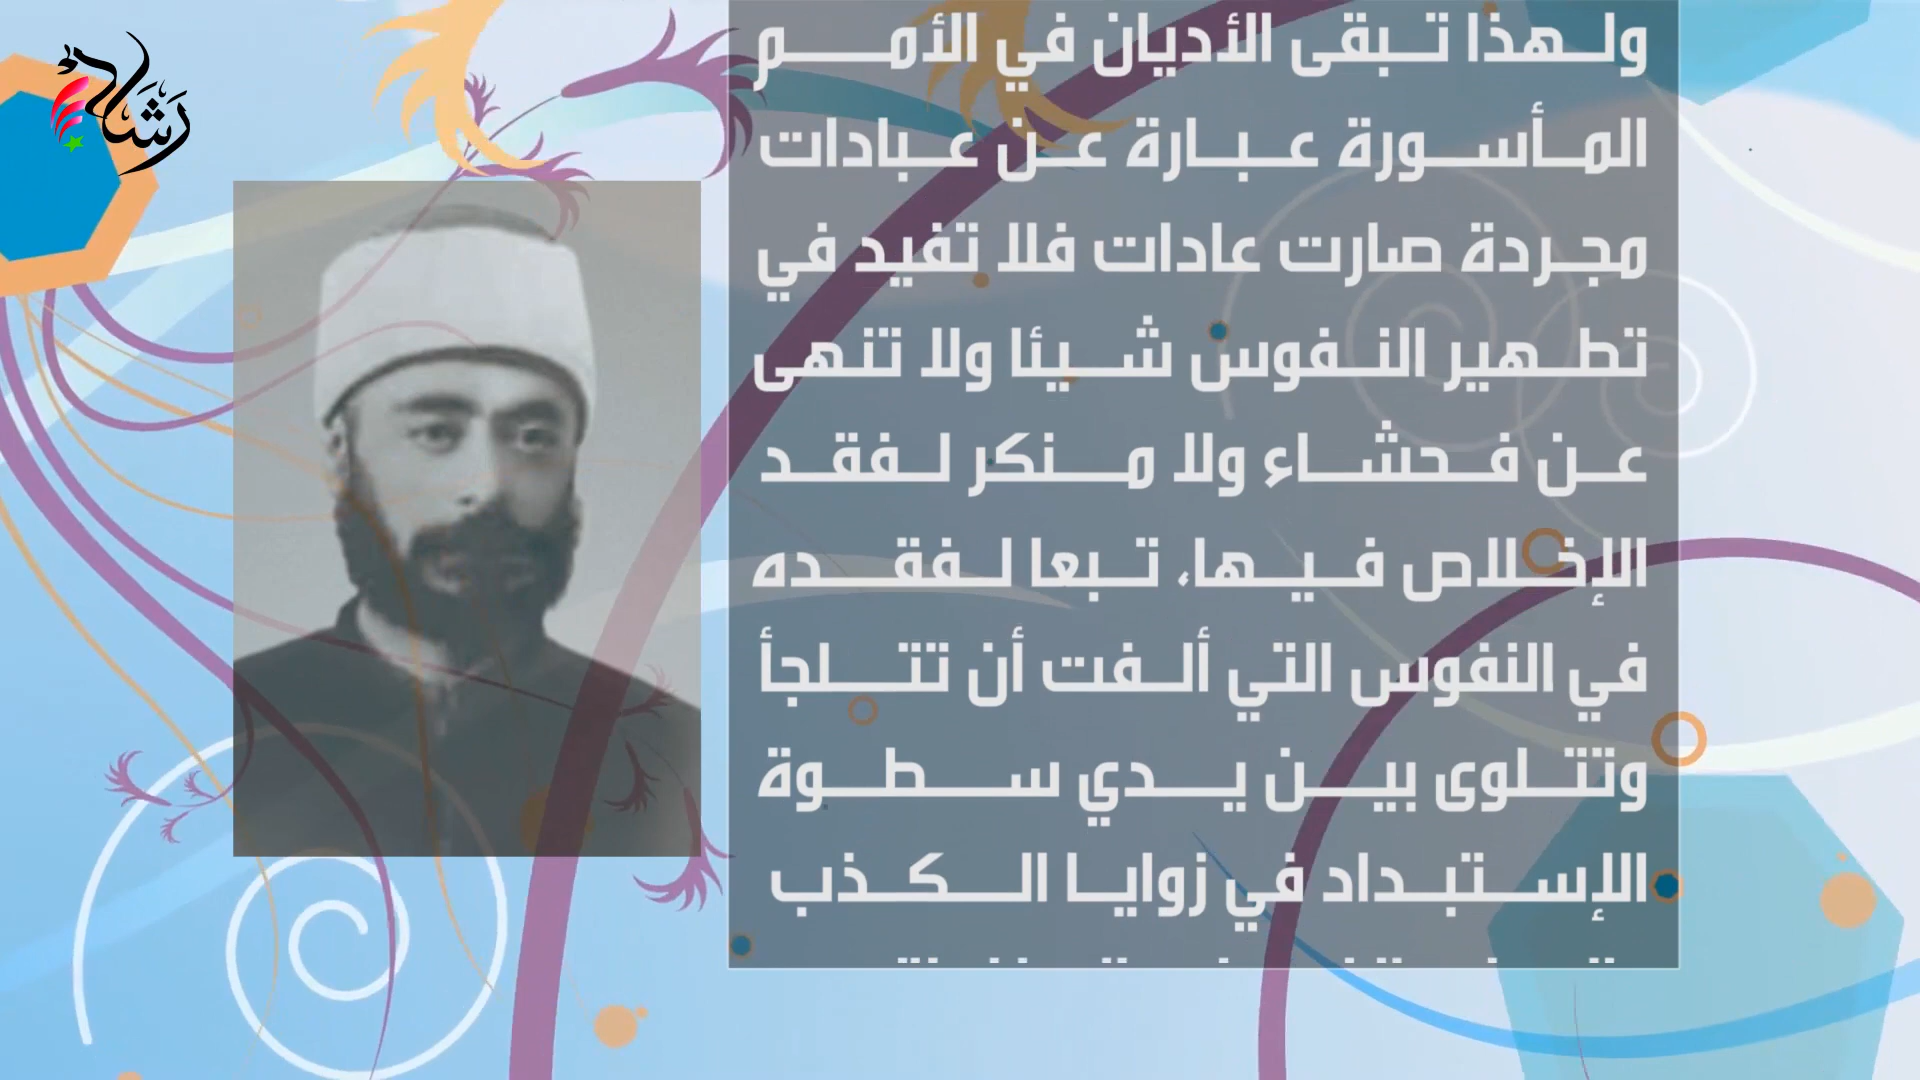 رشاد
ولهذا تبقى الأديان في الأمم
المأسورة عبارة عن عبادات
مجردة صارت عادات فلا تفيد في
تطهير النفوس شيئا ولا تنهى
عن فحشاء ولا منكر لفقد
الإخلاص فيها، تبعا لفقده
في النفوس التي ألفت أن تتلجأ
وتتلوى بين يدي سطوة
الإستبداد في زوايا الكذب